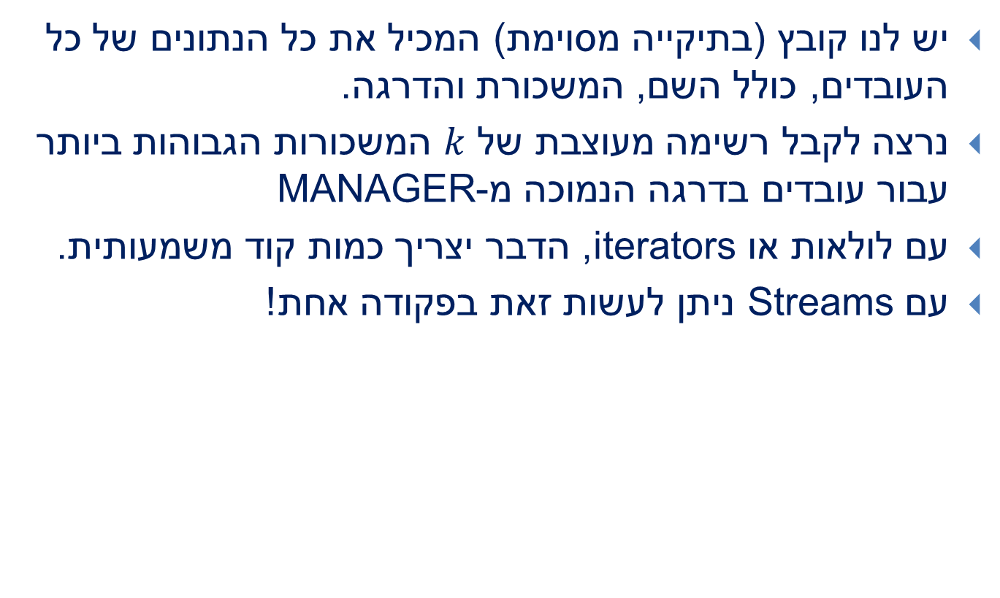 יש לנו קובץ (בתיקייה מסוימת) המכיל את כל הנתונים של כל
העובדים, כולל השם, המשכורת והדרגה.
נרצה לקבל רשימה מעוצבת של k המשכורות הגבוהות ביותר
עבור עובדים בדרגה הנמוכה מ-MANAGER
עם לולאות או iterators, הדבר יצריך כמות קוד משמעותית.
עם Streams ניתן לעשות זאת בפקודה אחת!